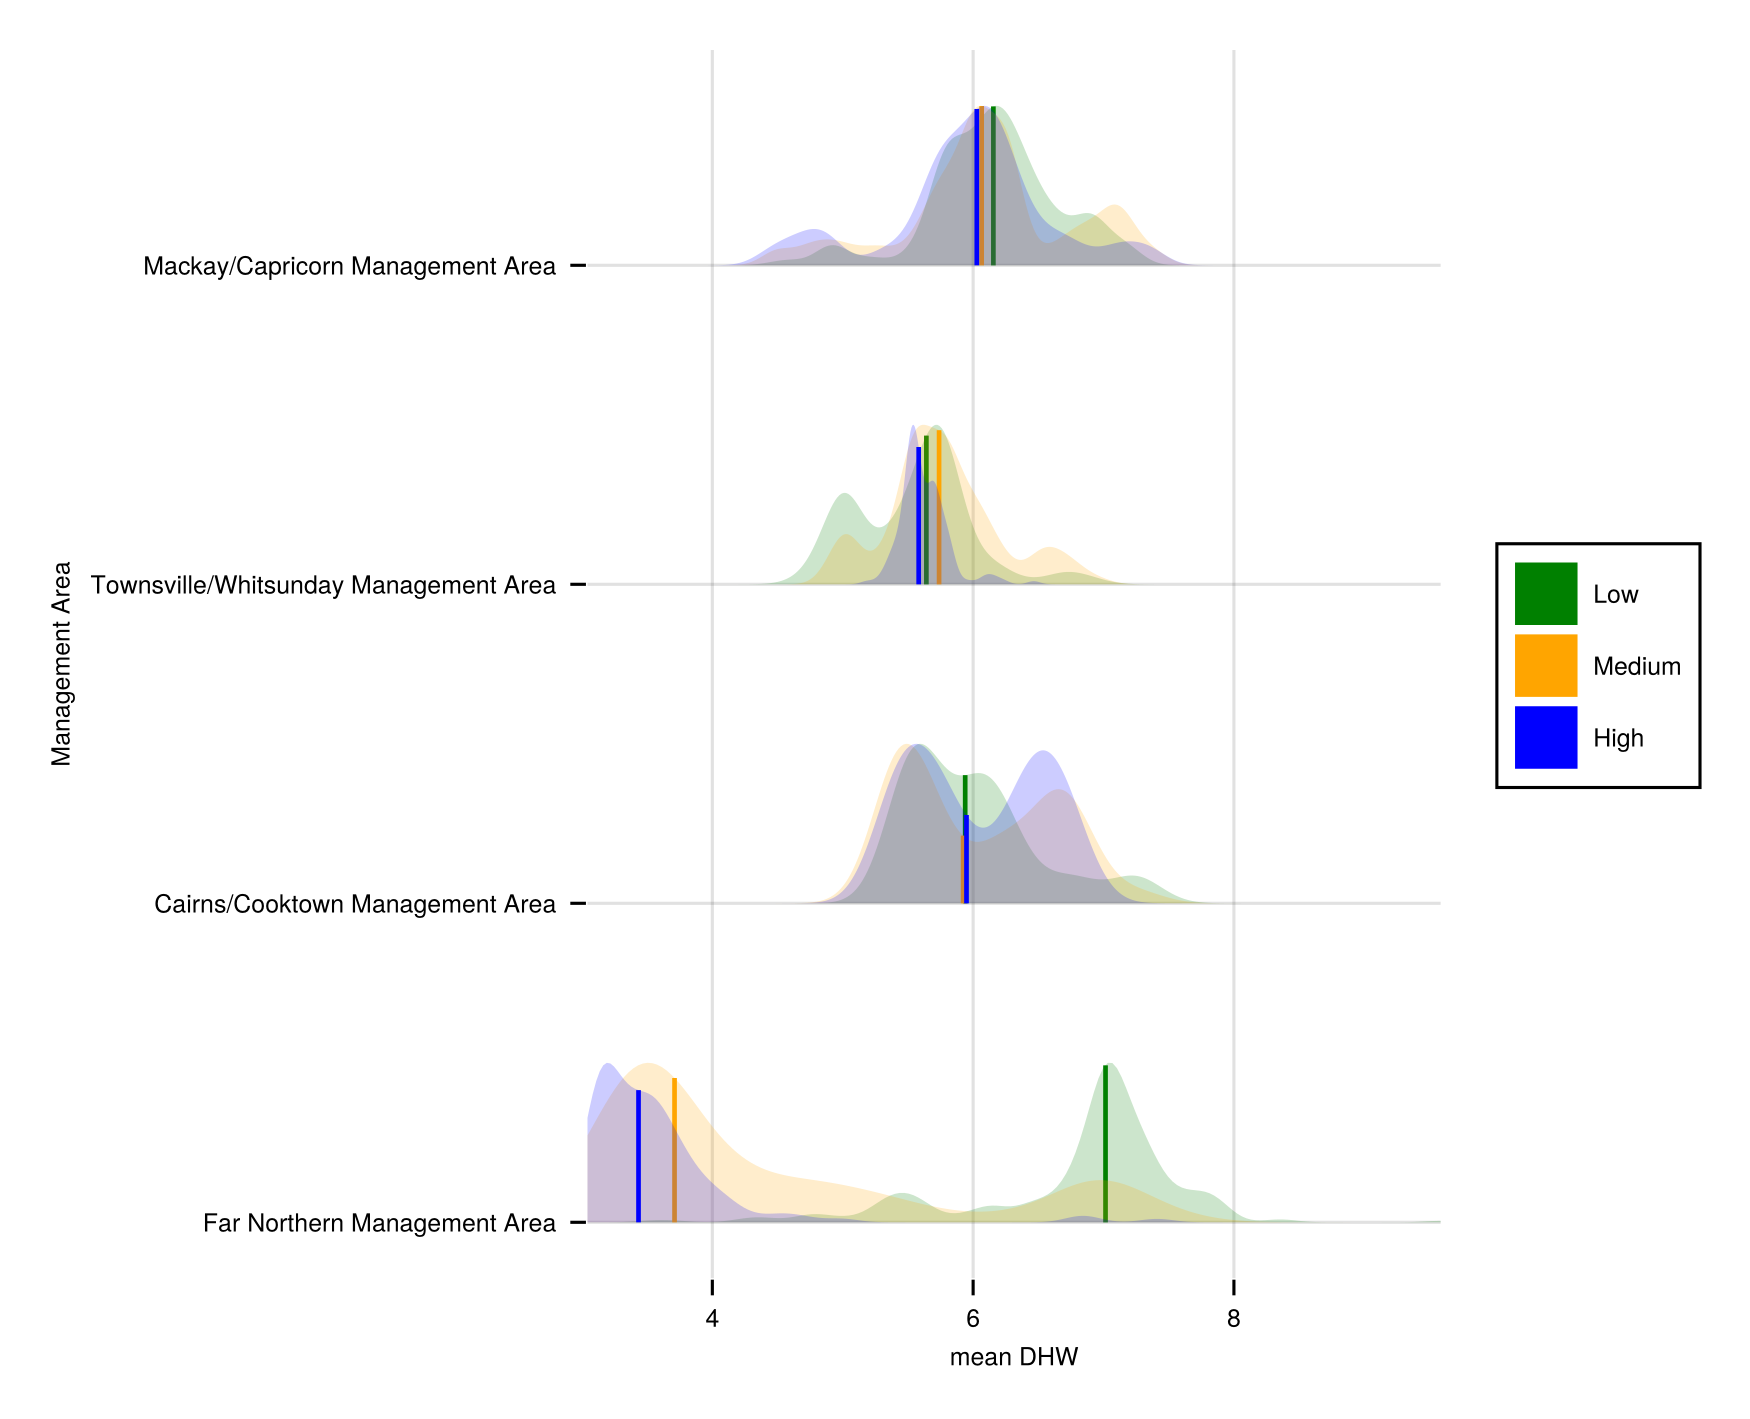 Mackay/Capricorn Management Area
Townsville/Whitsunday Management Area
Cairns/Cooktown Management Area
Far Northern Management Area
Management Area
4 6 8
mean DHW
Low
Medium
High